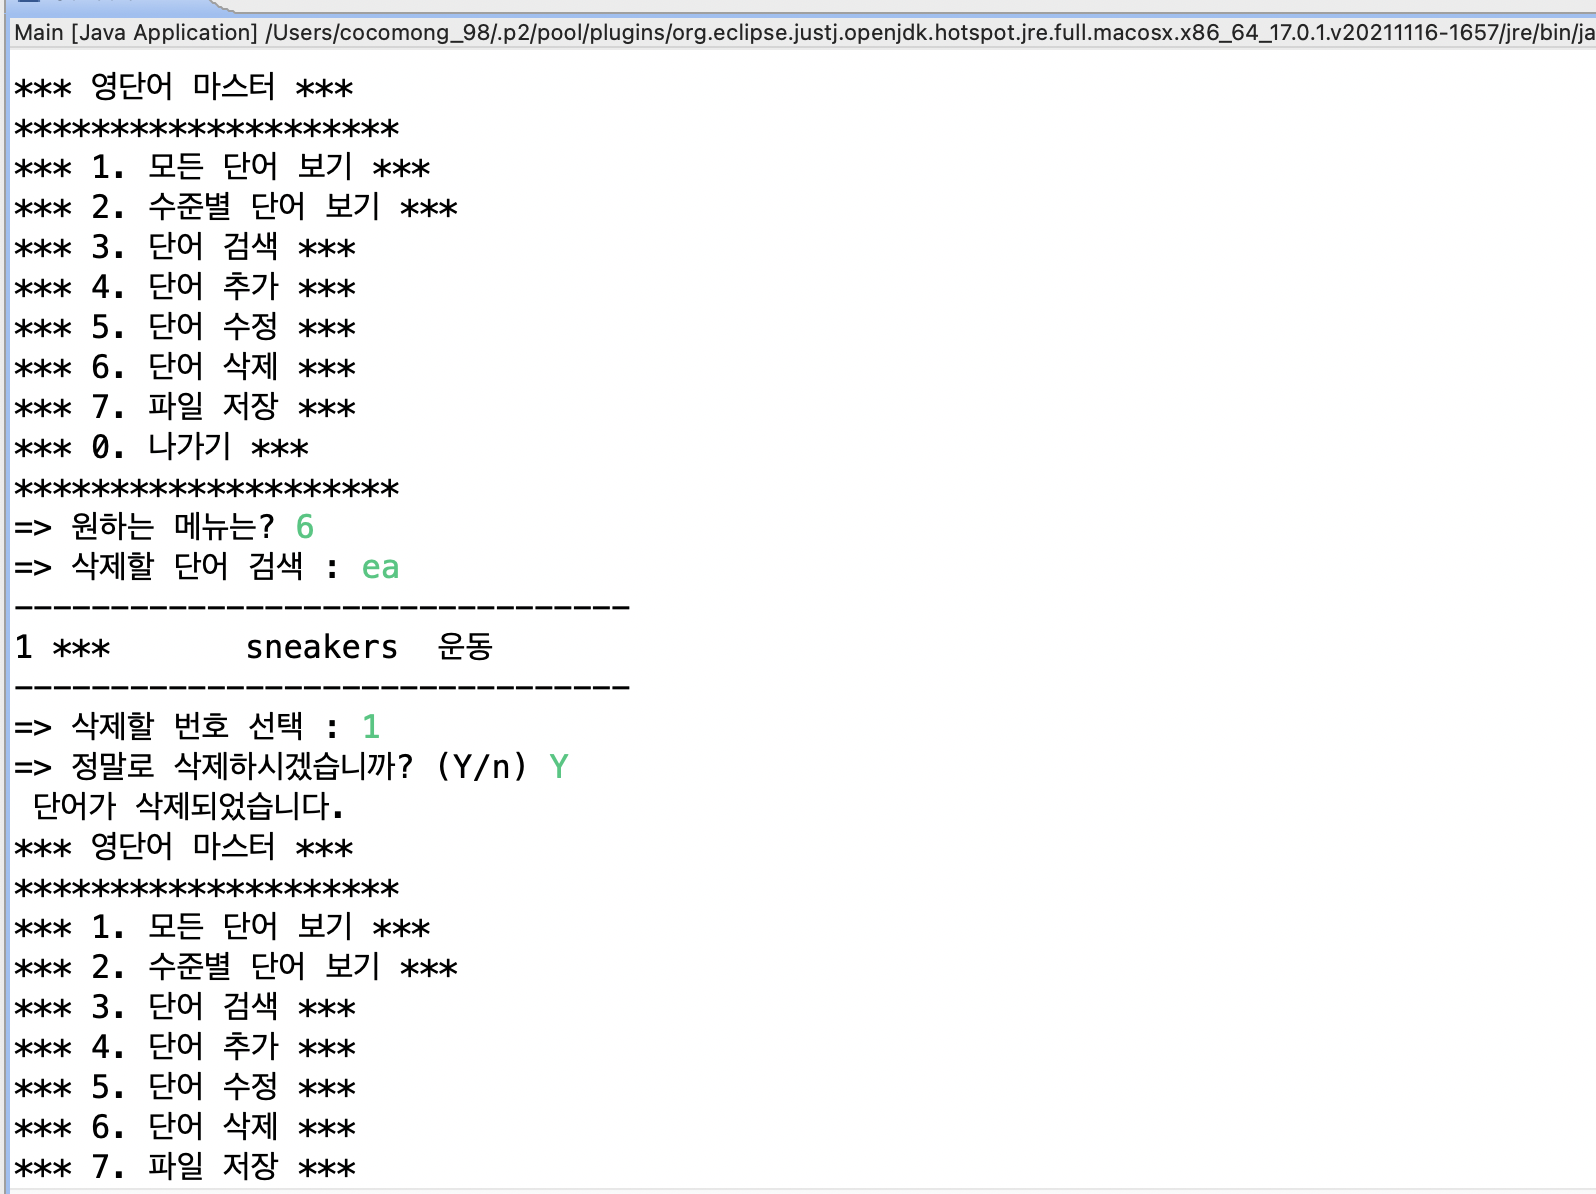 Main [Java Application] /Users/cocomong_98/.p2/pool/plugins/org.eclipse.justj.openjdk.hotspot.jre.full.macosx.x86_64_17.0.1.v20211116-1657/jre/bin/ja
*** 영단어 마스터 ***
********************
*** 1. 모든 단어 보기 ***
*** 2. 수준별 단어 보기 ***
*** 3. 단어 검색 ***
*** 4. 단어 추가 ***
*** 5. 단어 수정 ***
*** 6. 단어 삭제 ***
*** 7. 파일 저장 ***
*** 0. 나가기 ***
********************
=> 원하는 메뉴는? 6
=> 삭제할 단어 검색 : ea
--------------------------------
1 ***       sneakers  운동
--------------------------------
=> 삭제할 번호 선택 : 1
=> 정말로 삭제하시겠습니까? (Y/n) Y
 단어가 삭제되었습니다.
*** 영단어 마스터 ***
********************
*** 1. 모든 단어 보기 ***
*** 2. 수준별 단어 보기 ***
*** 3. 단어 검색 ***
*** 4. 단어 추가 ***
*** 5. 단어 수정 ***
*** 6. 단어 삭제 ***
*** 7. 파일 저장 ***